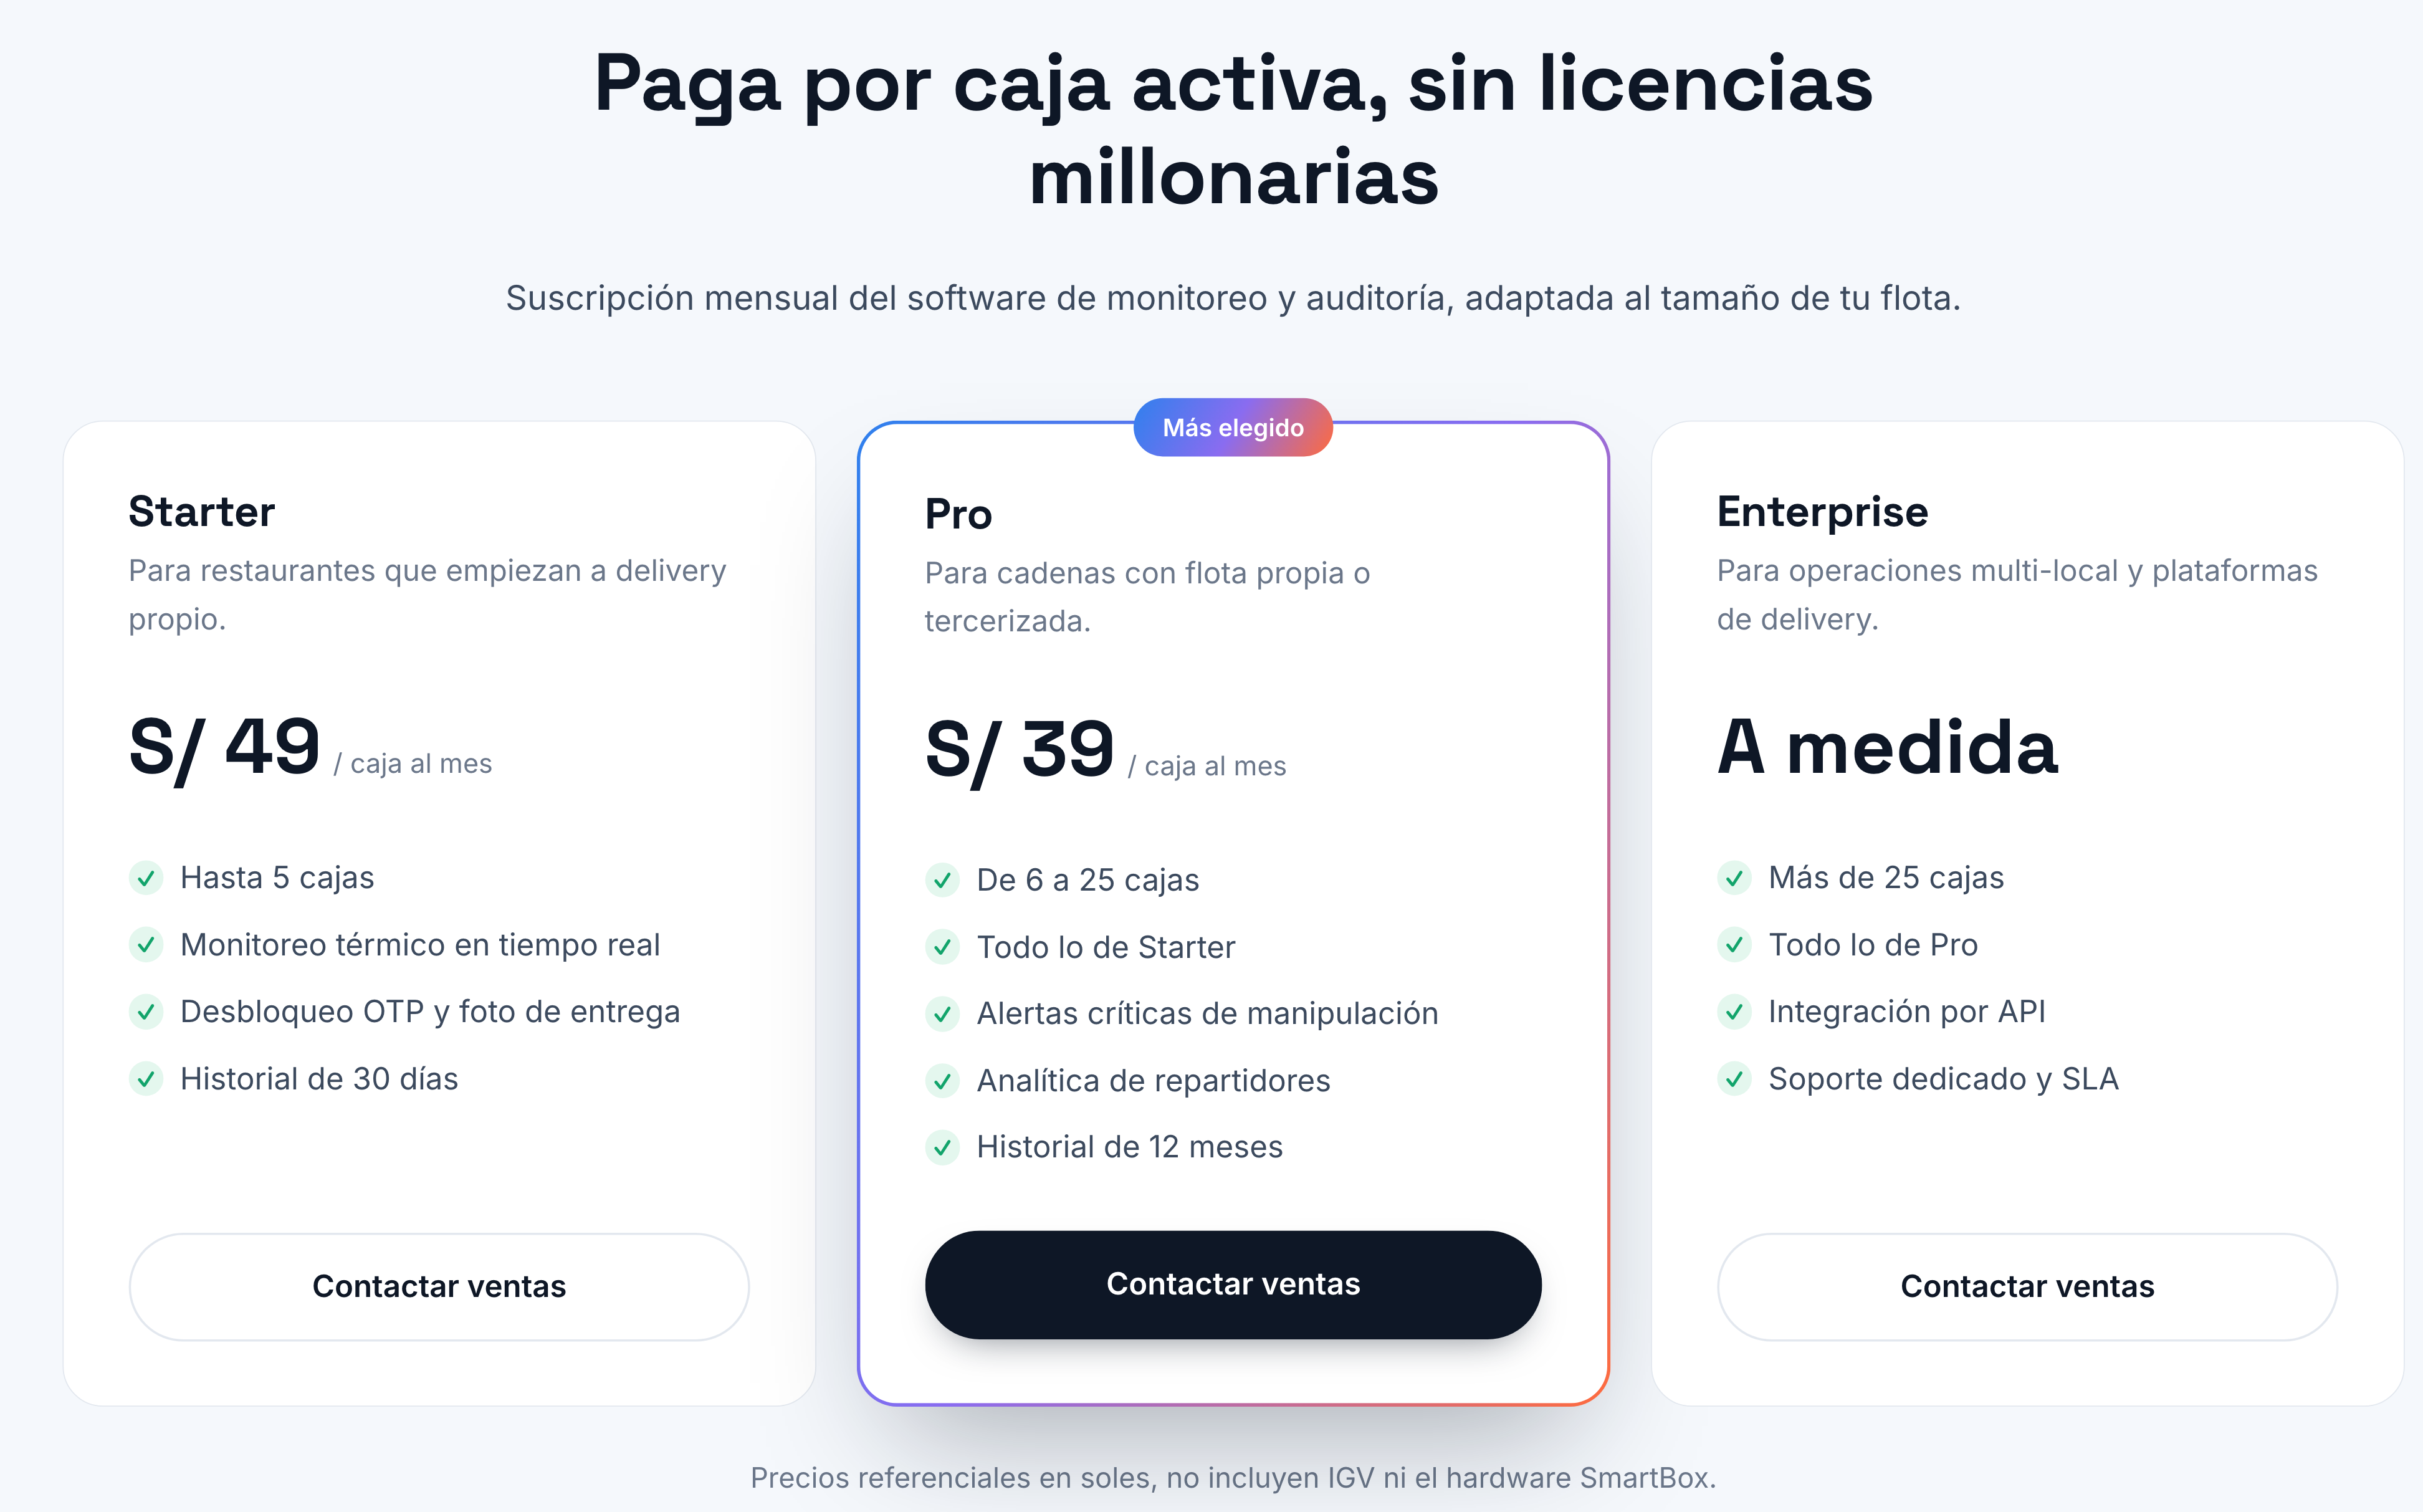 Paga por caja activa, sin licencias
millonarias
Suscripción mensual del software de monitoreo y auditoría, adaptada al tamaño de tu flota.
Starter
Para restaurantes que empiezan a delivery
propio.
S/ 49 / caja al mes
Hasta 5 cajas
Monitoreo térmico en tiempo real
Desbloqueo OTP y foto de entrega
Historial de 30 días
Contactar ventas
Más elegido
Pro
Para cadenas con flota propia o
tercerizada.
S/ 39 / caja al mes
De 6 a 25 cajas
Todo lo de Starter
Alertas críticas de manipulación
Analítica de repartidores
Historial de 12 meses
Contactar ventas
Enterprise
Para operaciones multi-local y plataformas
de delivery.
A medida
Más de 25 cajas
Todo lo de Pro
Integración por API
Soporte dedicado y SLA
Contactar ventas
Precios referenciales en soles, no incluyen IGV ni el hardware SmartBox.